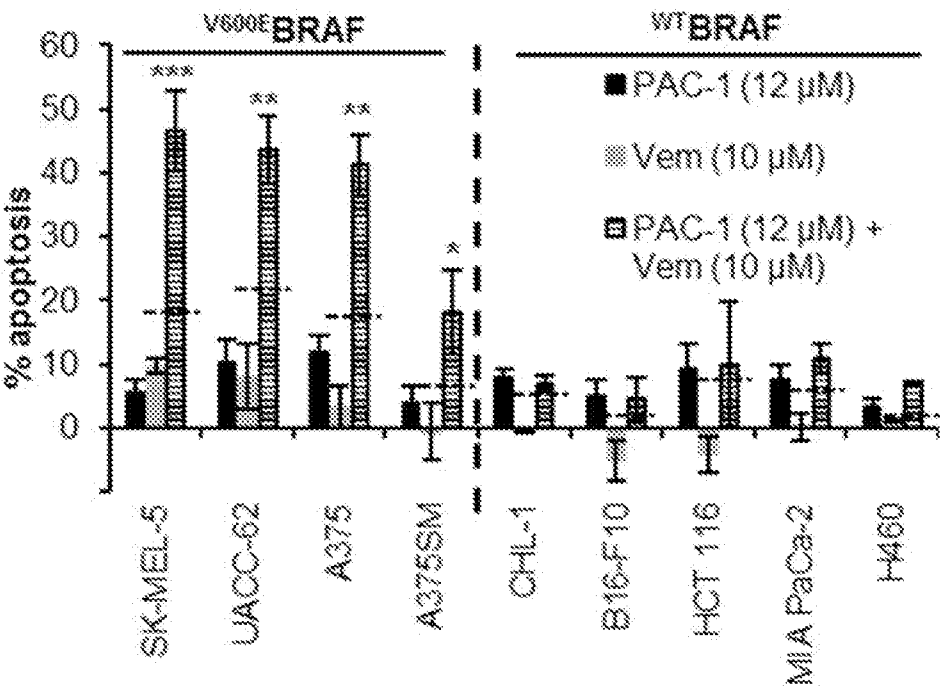 V600EBRAF
WTBRAF
60
50
40
30
20
10
0
% apoptosis
***
**
**
*
PAC-1 (12 µM)
Vem (10 µM)
PAC-1 (12 µM) +
Vem (10 µM)
SK-MEL-5
UACC-62
A375
A375SM
CHL-1
B16-F10
HCT 116
MIA PaCa-2
H460